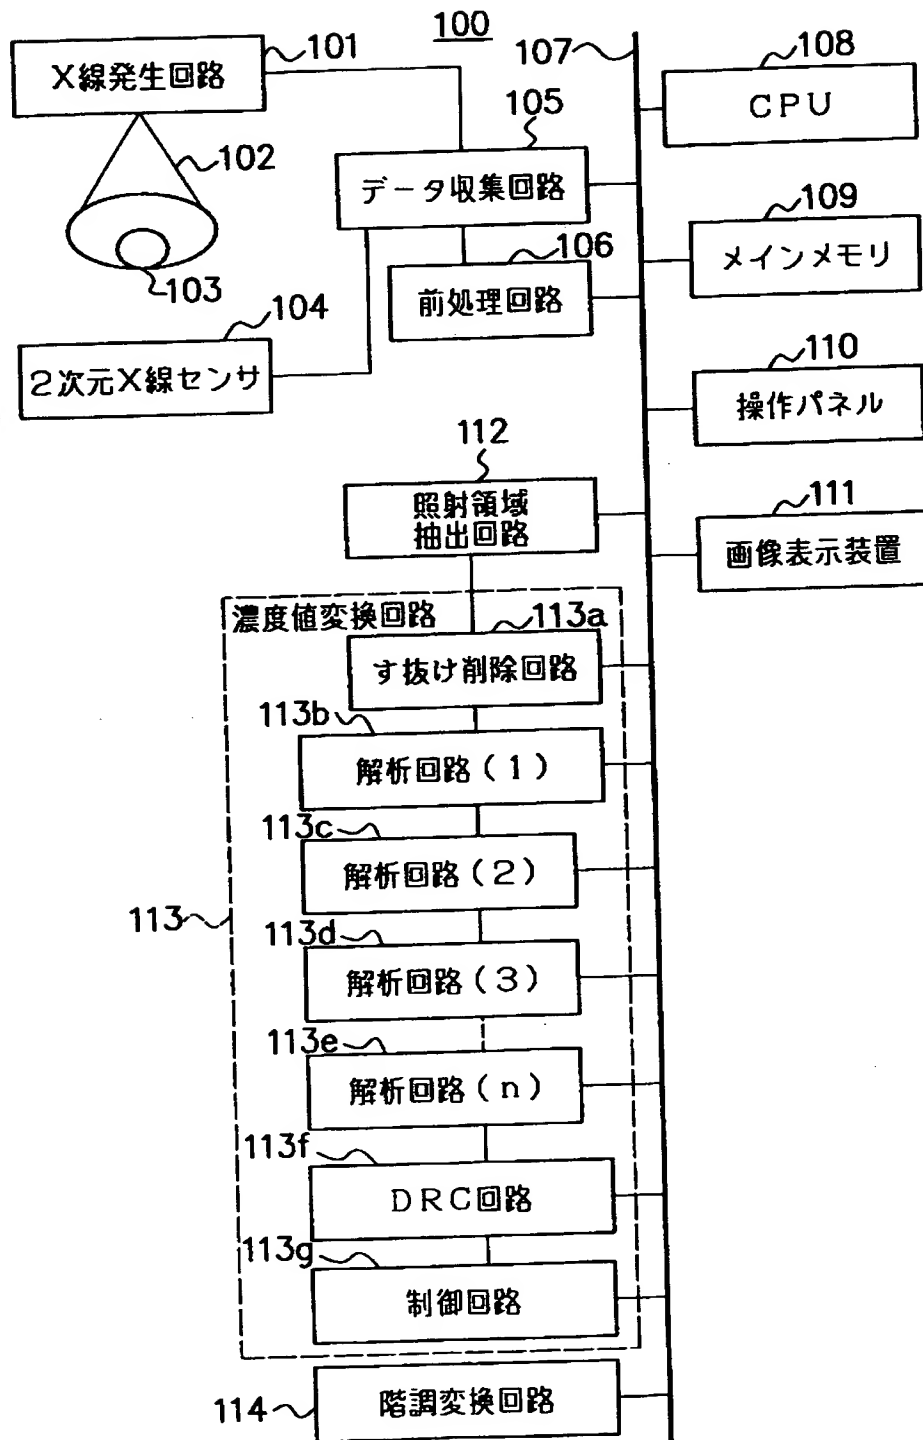 100
101
X線発生回路
102
103
104
2次元X線センサ
105
データ収集回路
106
前処理回路
107
108
CPU
109
メインメモリ
110
操作パネル
111
画像表示装置
112
照射領域
抽出回路
濃度値変換回路
113a
す抜け削除回路
113b
解析回路(1)
113c
解析回路(2)
113
113d
解析回路(3)
113e
解析回路(n)
113f
DRC回路
113g
制御回路
114
階調変換回路